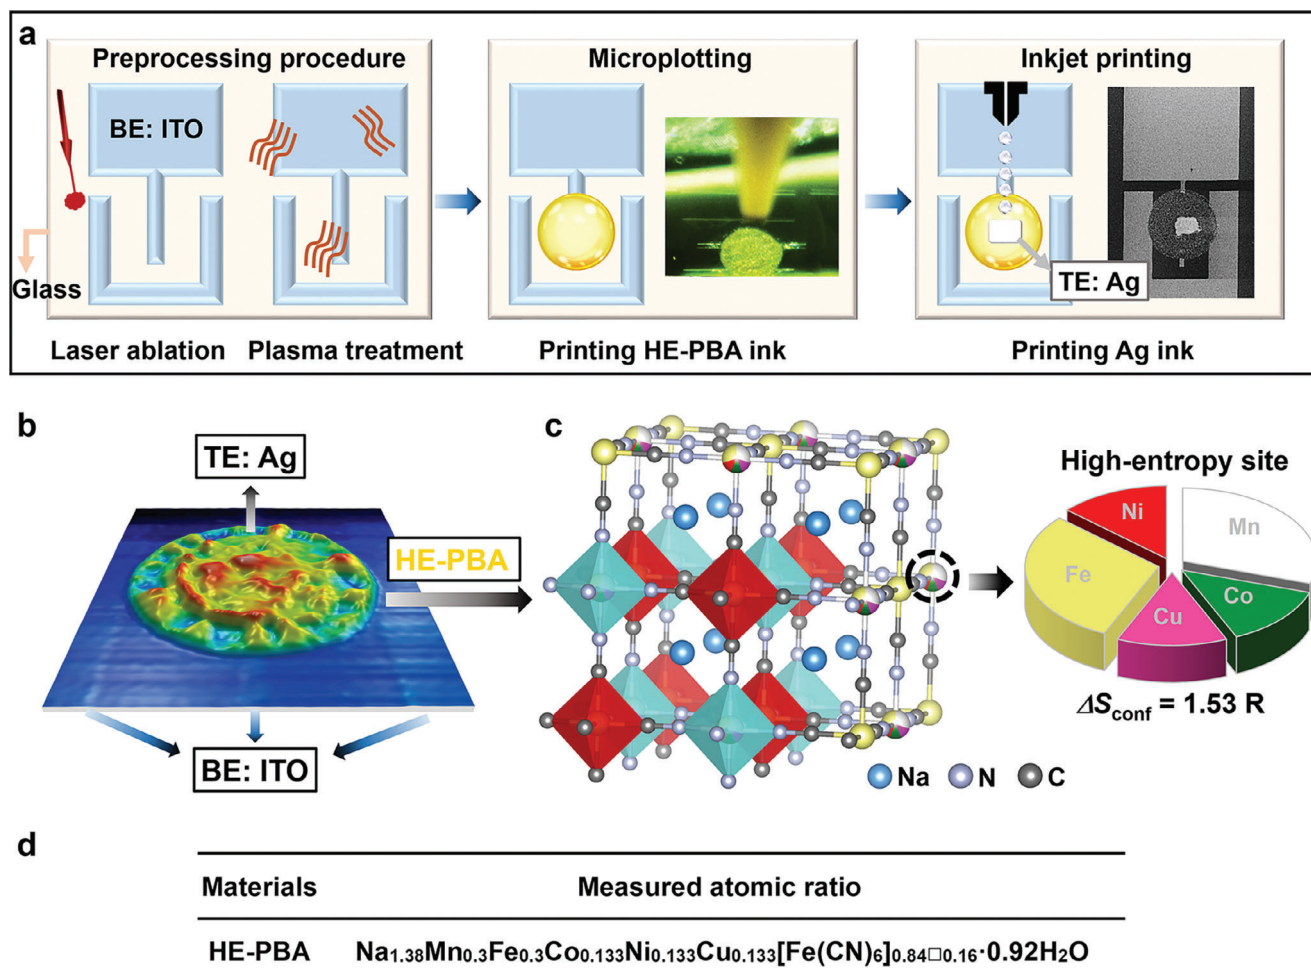 a
Preprocessing procedure
BE: ITO
Glass
Laser ablation
Plasma treatment
Microplotting
Printing HE-PBA ink
Inkjet printing
TE: Ag
Printing Ag ink
b
TE: Ag
HE-PBA
BE: ITO
c
High-entropy site
Ni
Mn
Fe
Co
Cu
ΔSconf = 1.53 R
Na
N
C
d
Materials
Measured atomic ratio
HE-PBA
Na1.38Mn0.3Fe0.3Co0.133Ni0.133Cu0.133[Fe(CN)6]0.84□0.16·0.92H2O